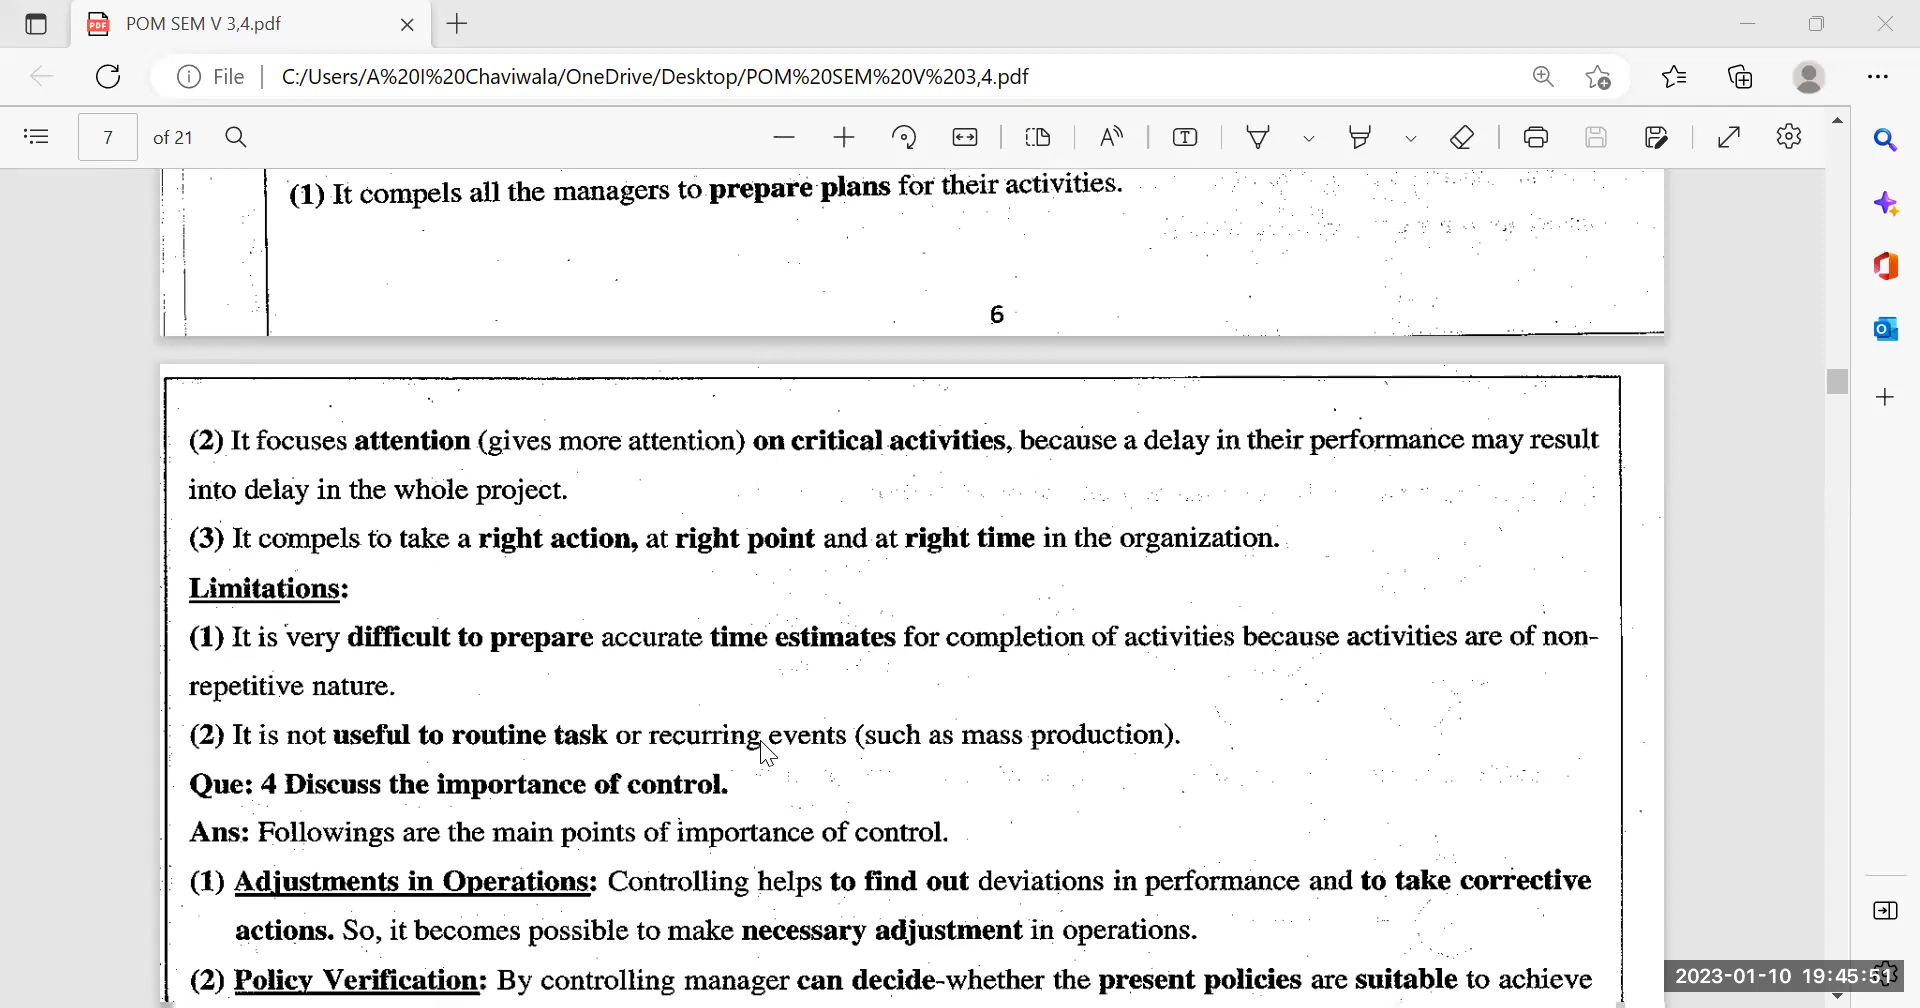 POM SEM V 3,4.pdf
File
C:/Users/A%20I%20Chaviwala/OneDrive/Desktop/POM%20SEM%20V%203,4.pdf
7 of 21
(1) It compels all the managers to prepare plans for their activities.
6
(2) It focuses attention (gives more attention) on critical activities, because a delay in their performance may result
into delay in the whole project.
(3) It compels to take a right action, at right point and at right time in the organization.
Limitations:
(1) It is very difficult to prepare accurate time estimates for completion of activities because activities are of non-
repetitive nature.
(2) It is not useful to routine task or recurring events (such as mass production).
Que: 4 Discuss the importance of control.
Ans: Followings are the main points of importance of control.
(1) Adjustments in Operations: Controlling helps to find out deviations in performance and to take corrective
actions. So, it becomes possible to make necessary adjustment in operations.
(2) Policy Verification: By controlling manager can decide-whether the present policies are suitable to achieve
2023-01-10 19:45:51